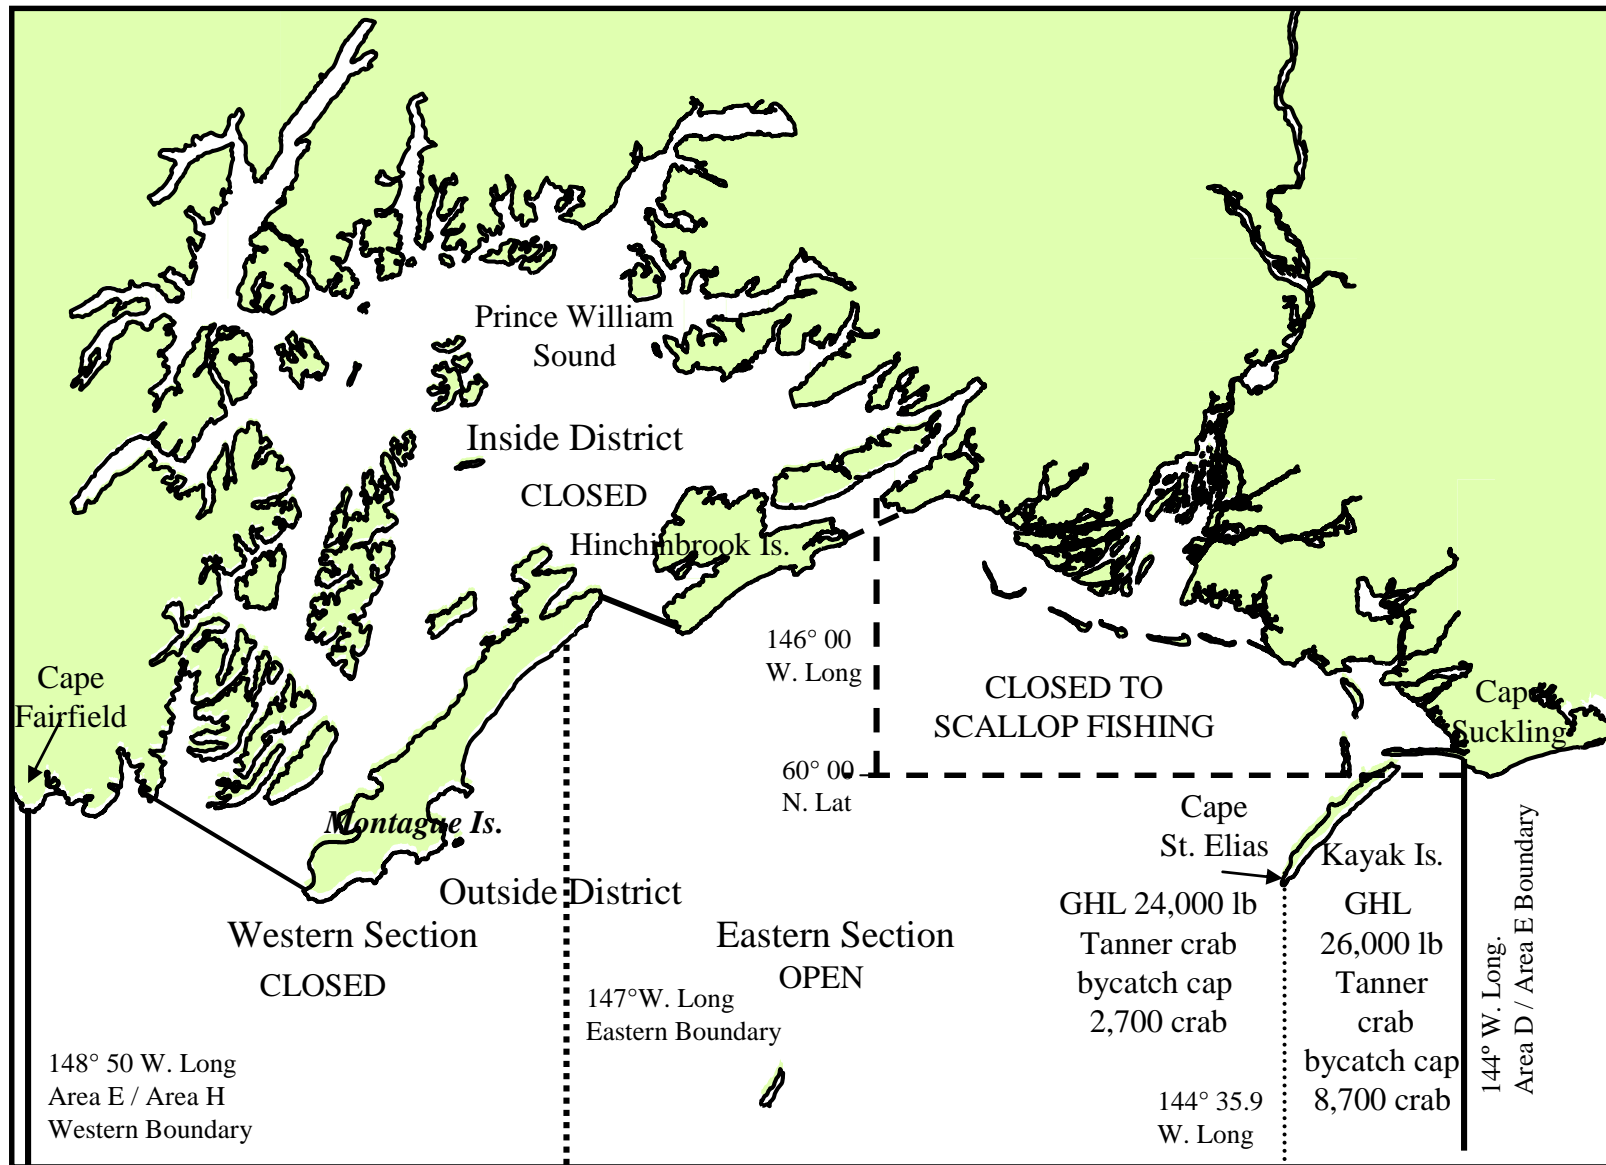 Prince William
Sound
Inside District
CLOSED
Hinchinbrook Is.
146° 00
W. Long
CLOSED TO
SCALLOP FISHING
Cape
Fairfield
Cape
Suckling
60° 00
N. Lat
Montague Is.
Cape
St. Elias
Kayak Is.
Outside District
Western Section
CLOSED
Eastern Section
OPEN
GHL 24,000 lb
Tanner crab
bycatch cap
2,700 crab
GHL
26,000 lb
Tanner
crab
bycatch cap
8,700 crab
147°W. Long
Eastern Boundary
148° 50 W. Long
Area E / Area H
Western Boundary
144° 35.9
W. Long
144º W. Long.
Area D / Area E Boundary